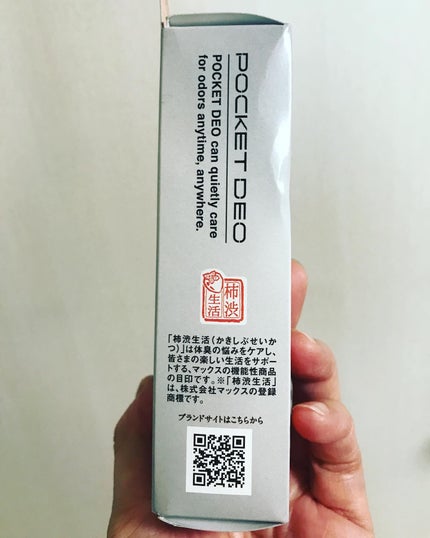 POCKET DEO
POCKET DEO can quietly care
for odors anytime, anywhere.
柿渋
生活
「柿渋生活(かきしぶせいか
つ)」は体臭の悩みをケアし、
皆さまの楽しい生活をサポー
トする、マックスの機能性商品
の目印です。※「柿渋生活」
は、株式会社マックスの登録
商標です。
ブランドサイトはこちらから